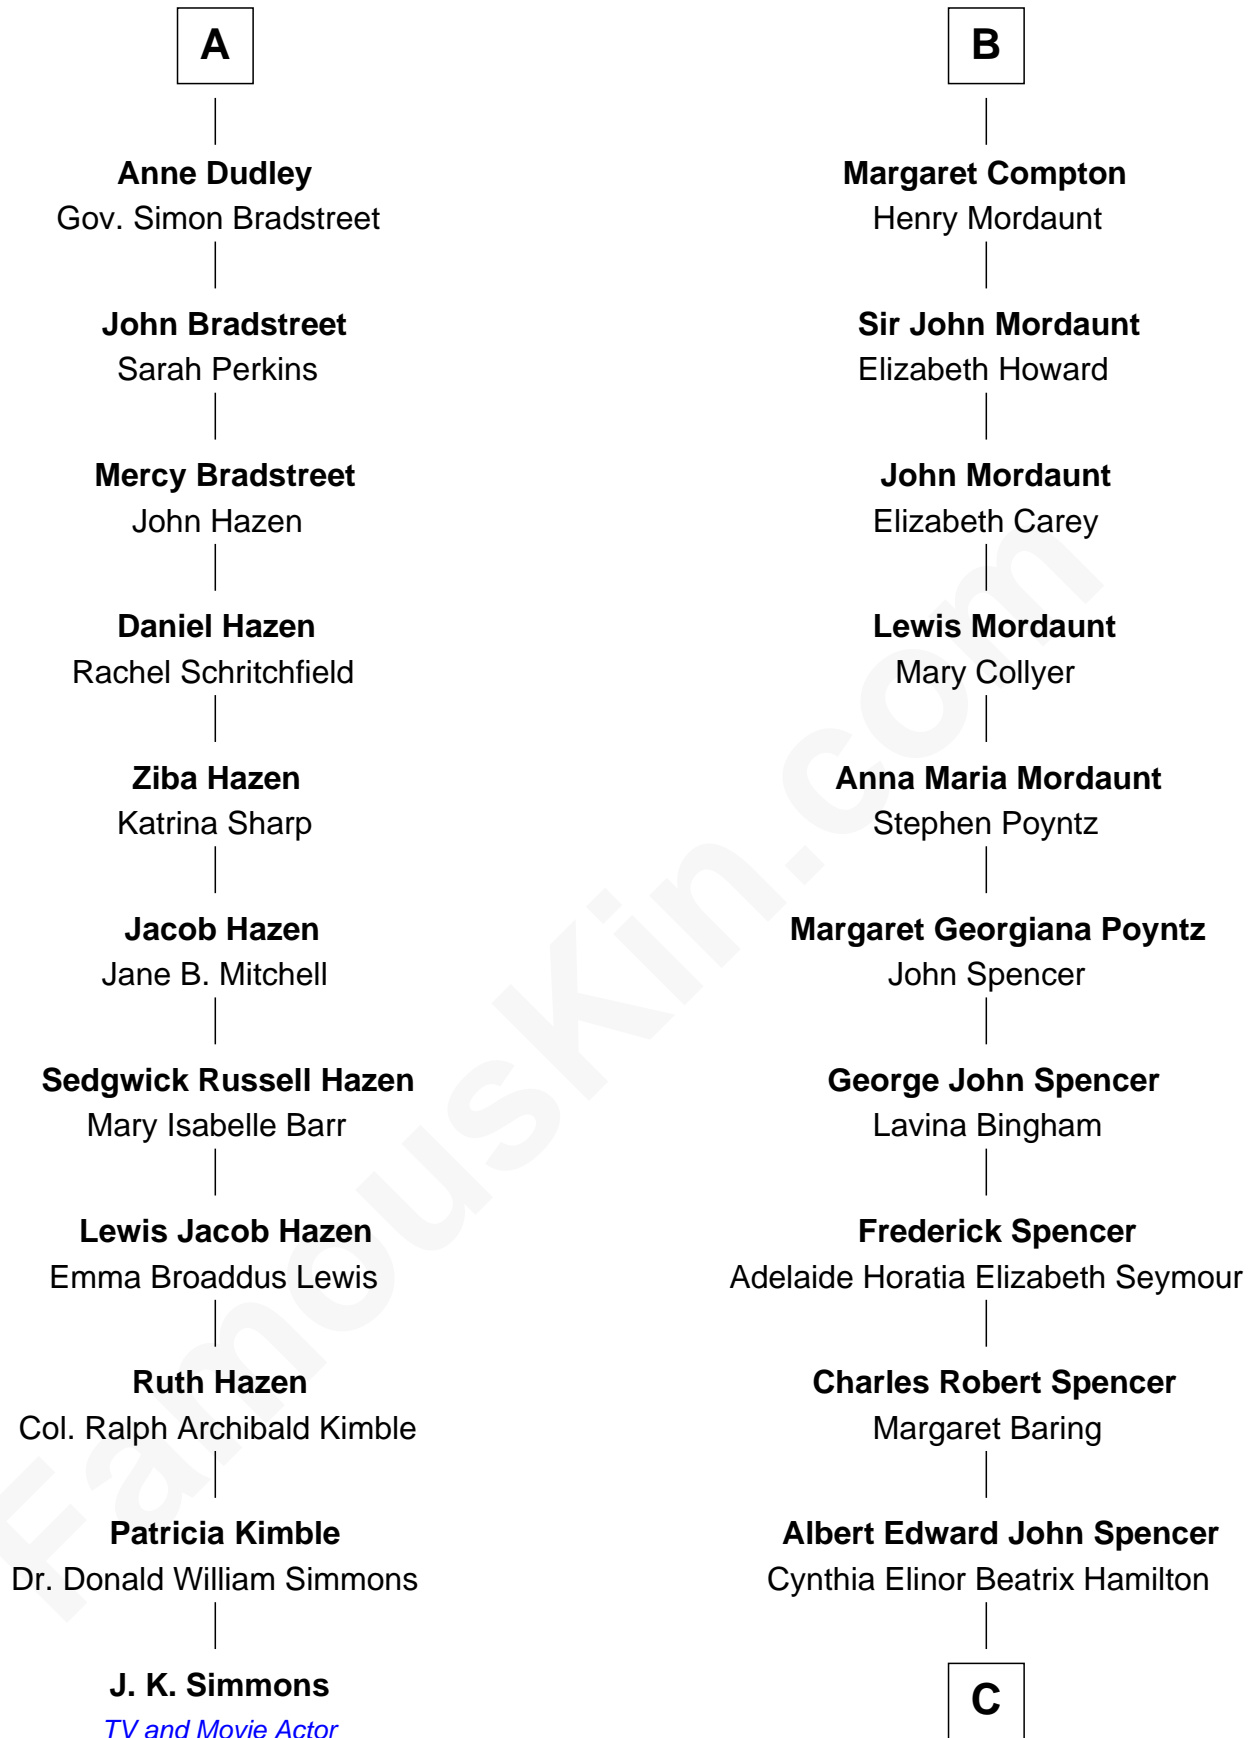 A
Anne Dudley
Gov. Simon Bradstreet
John Bradstreet
Sarah Perkins
Mercy Bradstreet
John Hazen
Daniel Hazen
Rachel Schritchfield
Ziba Hazen
Katrina Sharp
Jacob Hazen
Jane B. Mitchell
Sedgwick Russell Hazen
Mary Isabelle Barr
Lewis Jacob Hazen
Emma Broaddus Lewis
Ruth Hazen
Col. Ralph Archibald Kimble
Patricia Kimble
Dr. Donald William Simmons
J. K. Simmons
TV and Movie Actor
B
Margaret Compton
Henry Mordaunt
Sir John Mordaunt
Elizabeth Howard
John Mordaunt
Elizabeth Carey
Lewis Mordaunt
Mary Collyer
Anna Maria Mordaunt
Stephen Poyntz
Margaret Georgiana Poyntz
John Spencer
George John Spencer
Lavina Bingham
Frederick Spencer
Adelaide Horatia Elizabeth Seymour
Charles Robert Spencer
Margaret Baring
Albert Edward John Spencer
Cynthia Elinor Beatrix Hamilton
C
FamousKin.com